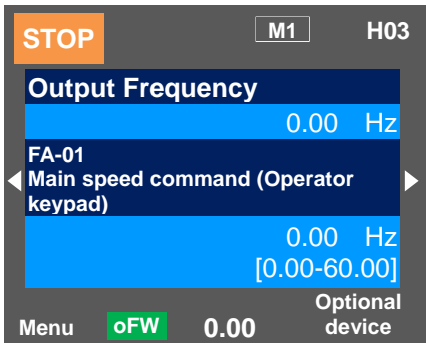 STOP M1 H03
Output Frequency
0.00 Hz
FA-01
Main speed command (Operator
keypad)
0.00 Hz
[0.00-60.00]
Optional
Menu oFW 0.00 device